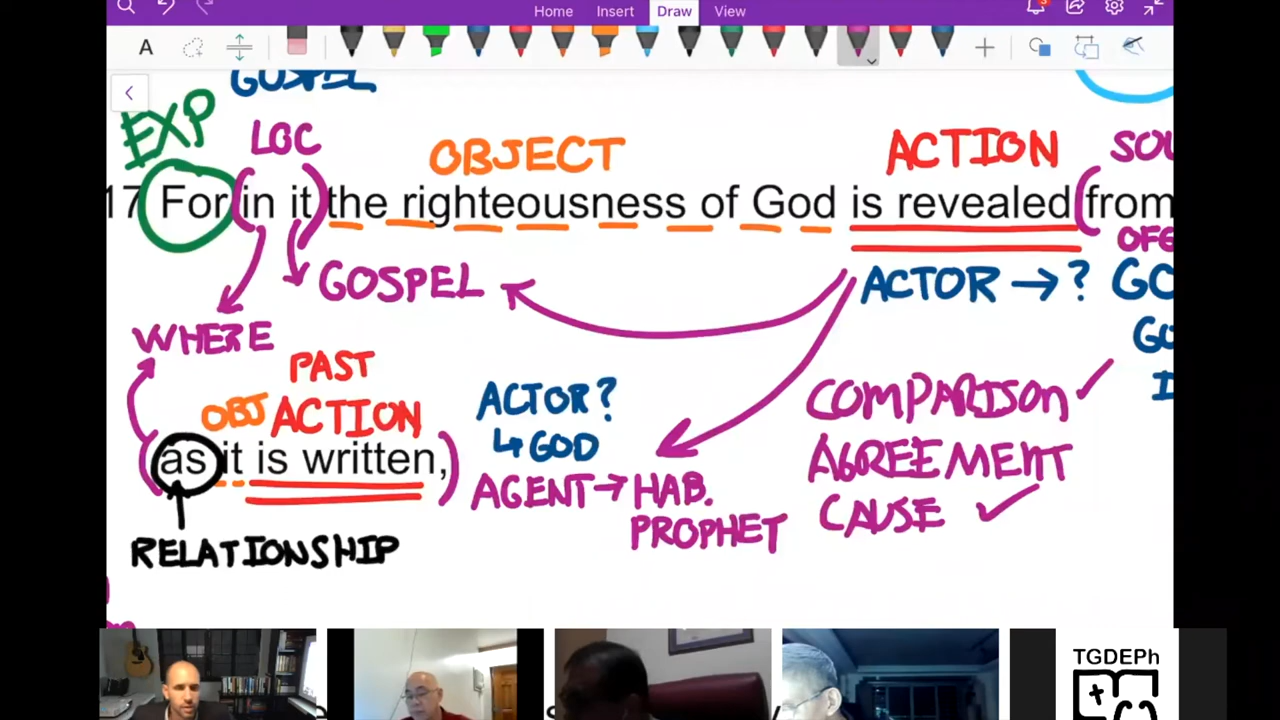 Home Insert Draw View
A
GOSPEL
EXP
LOC
OBJECT
ACTION
SOU
17 For in it the righteousness of God is revealed from
GOSPEL
ACTOR → ?
WHERE
PAST
OBJ ACTION
ACTOR?
↳ GOD
COMPARISON ✓
as it is written,
AGREEMENT
AGENT → HAB.
PROPHET
CAUSE ✓
RELATIONSHIP
TGDEPh